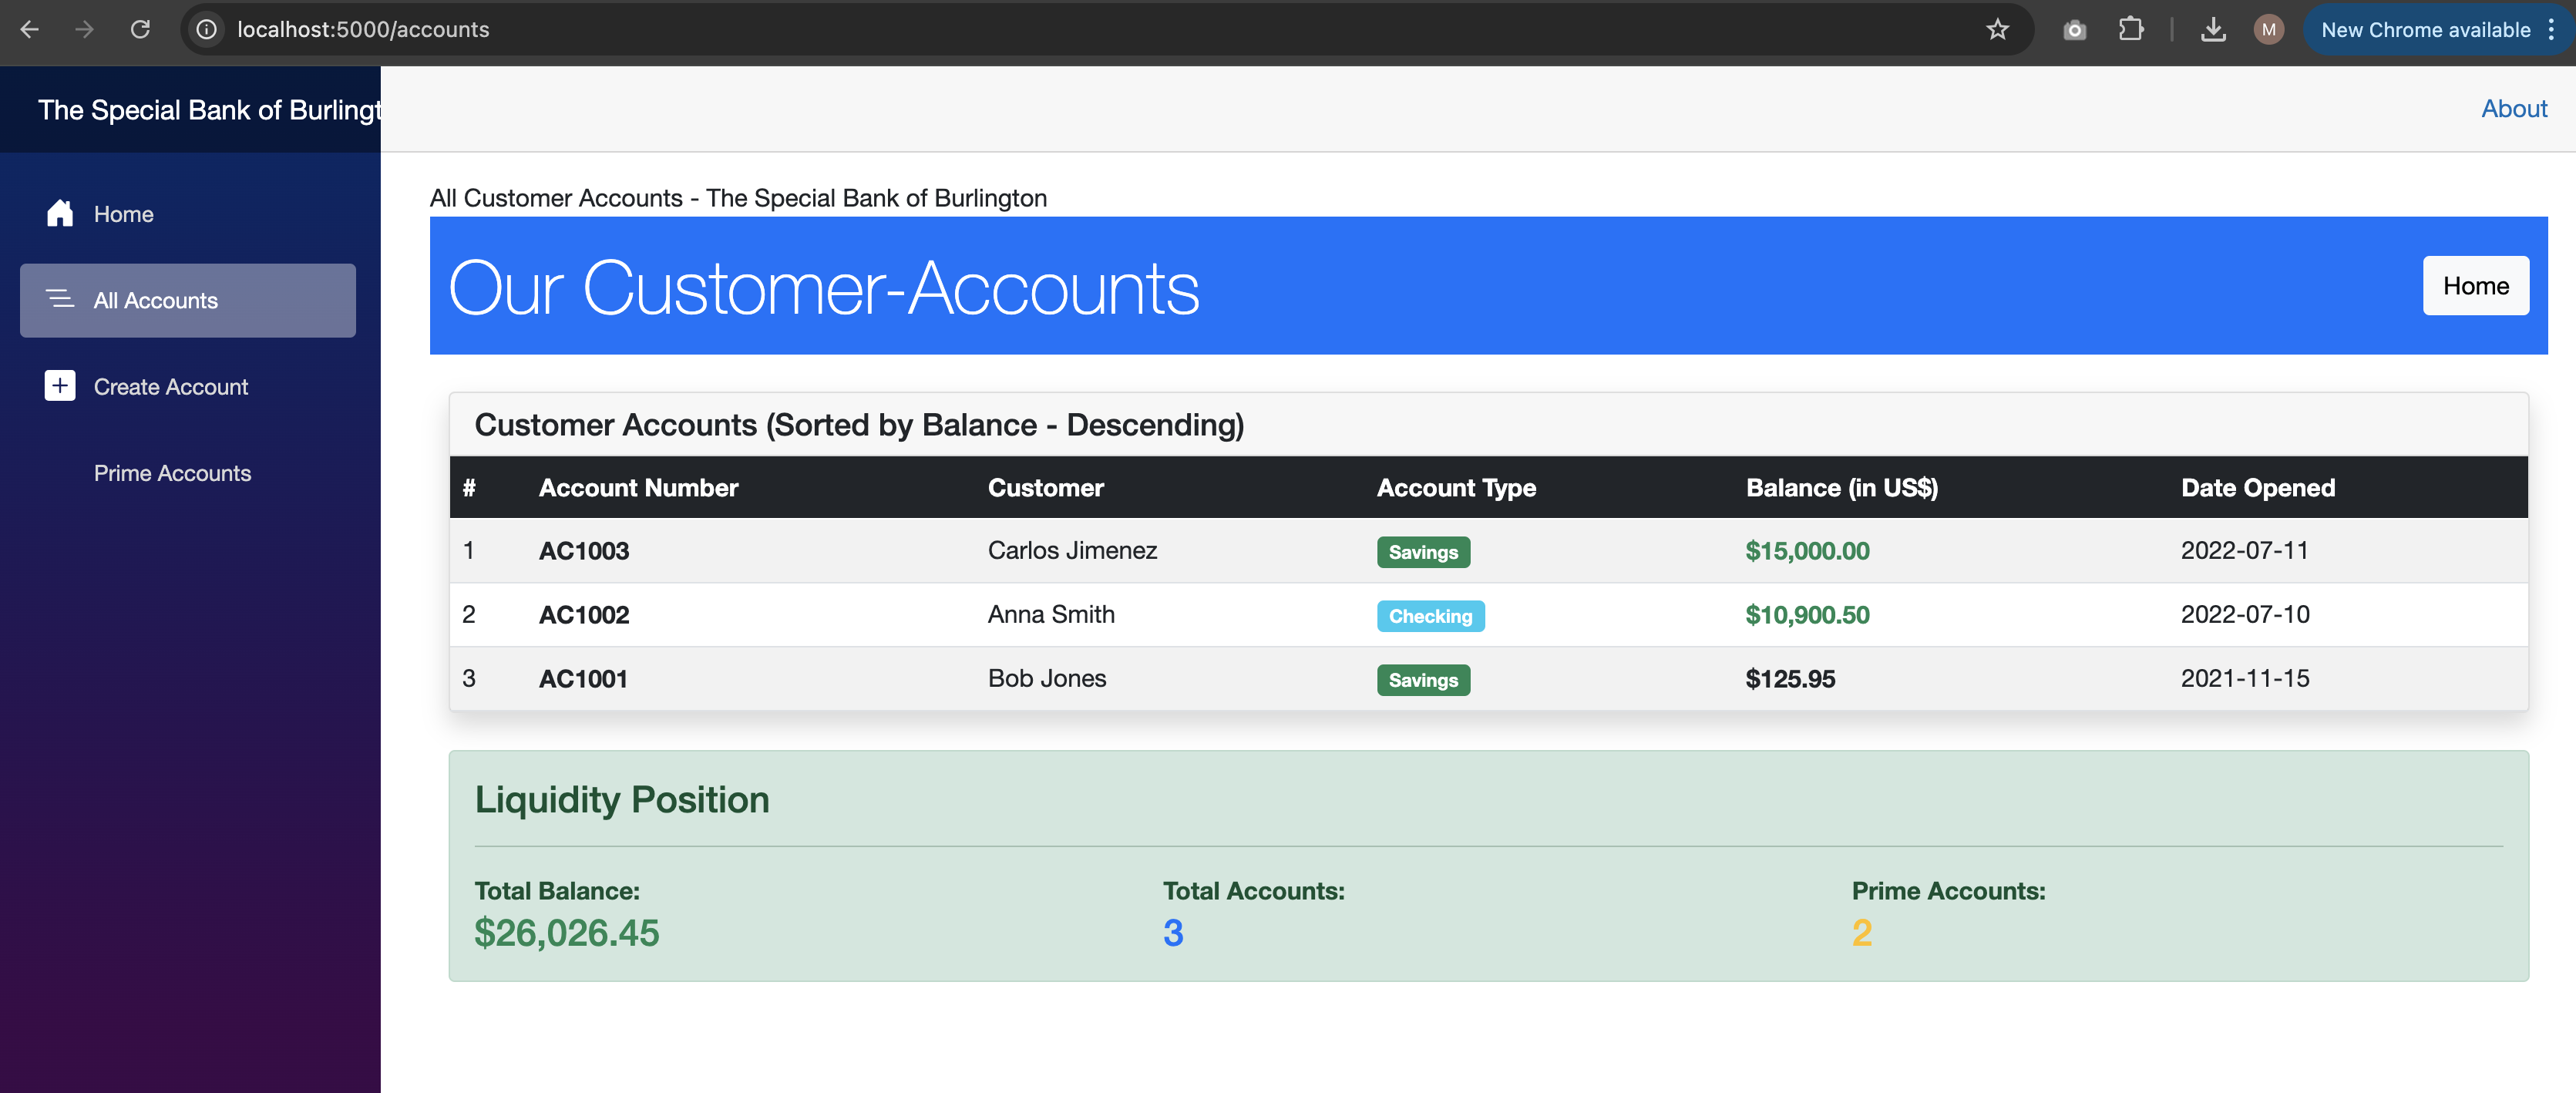 localhost:5000/accounts
M
New Chrome available
The Special Bank of Burlingt
About
Home
All Accounts
Create Account
Prime Accounts
All Customer Accounts - The Special Bank of Burlington
Our Customer-Accounts
Home
Customer Accounts (Sorted by Balance - Descending)
# Account Number Customer Account Type Balance (in US$) Date Opened
1 AC1003 Carlos Jimenez Savings $15,000.00 2022-07-11
2 AC1002 Anna Smith Checking $10,900.50 2022-07-10
3 AC1001 Bob Jones Savings $125.95 2021-11-15
Liquidity Position
Total Balance: Total Accounts: Prime Accounts:
$26,026.45 3 2